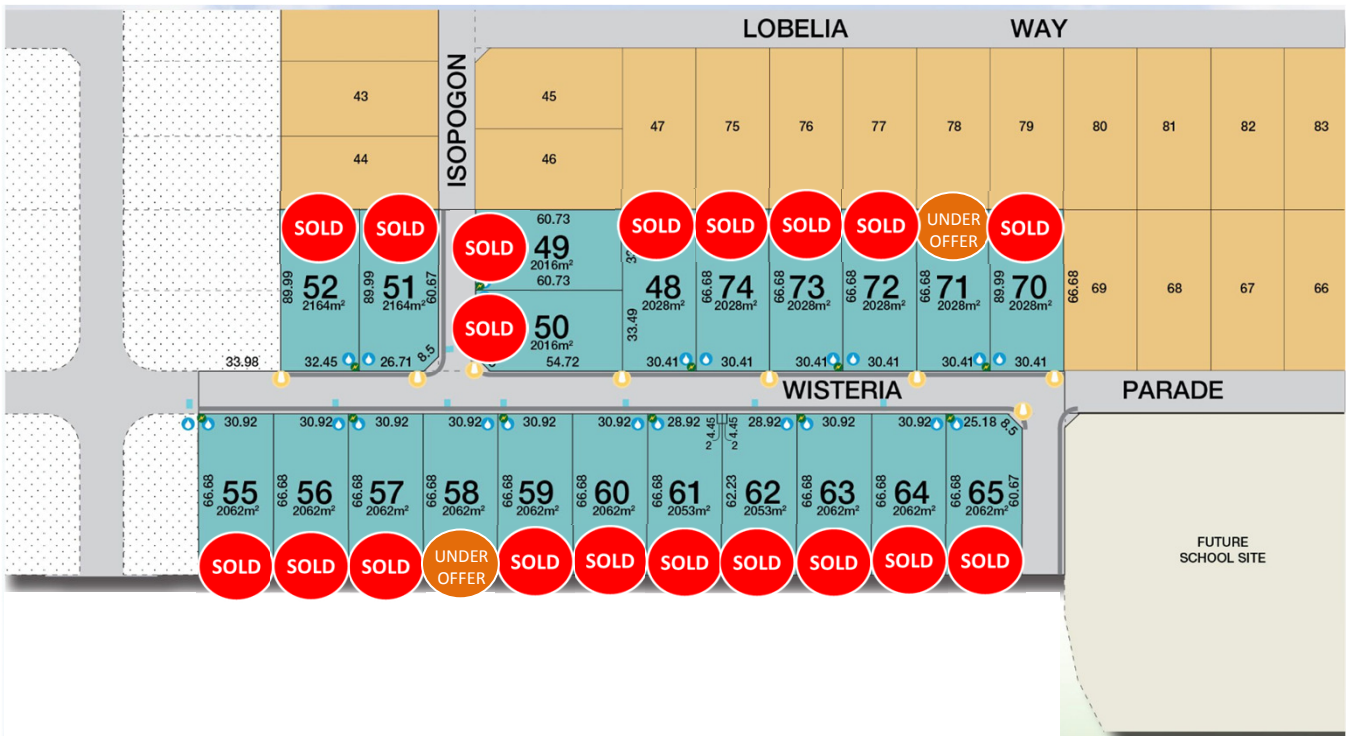 LOBELIA WAY
ISOPOGON
43
44
45
46
47
75
76
77
78
79
80
81
82
83
SOLD
SOLD
SOLD
SOLD
SOLD
SOLD
SOLD
SOLD
UNDER
OFFER
SOLD
89.99
52
2164m²
32.45
33.98
89.99
51
2164m²
60.67
26.71
8.5
60.73
49
2016m²
60.73
50
2016m²
54.72
33.49
48
2028m²
30.41
66.68
74
2028m²
30.41
66.68
73
2028m²
30.41
66.68
72
2028m²
30.41
66.68
71
2028m²
30.41
89.99
70
2028m²
30.41
66.68
69
68
67
66
WISTERIA PARADE
30.92
66.68
55
2062m²
SOLD
30.92
66.68
56
2062m²
SOLD
30.92
66.68
57
2062m²
SOLD
30.92
66.68
58
2062m²
UNDER
OFFER
30.92
66.68
59
2062m²
SOLD
30.92
66.68
60
2062m²
SOLD
28.92
66.68
61
2053m²
SOLD
4.45
2
4.45
2
28.92
62.23
62
2053m²
SOLD
30.92
66.68
63
2062m²
SOLD
30.92
66.68
64
2062m²
SOLD
25.18
8.5
66.68
65
2062m²
60.67
SOLD
FUTURE
SCHOOL SITE